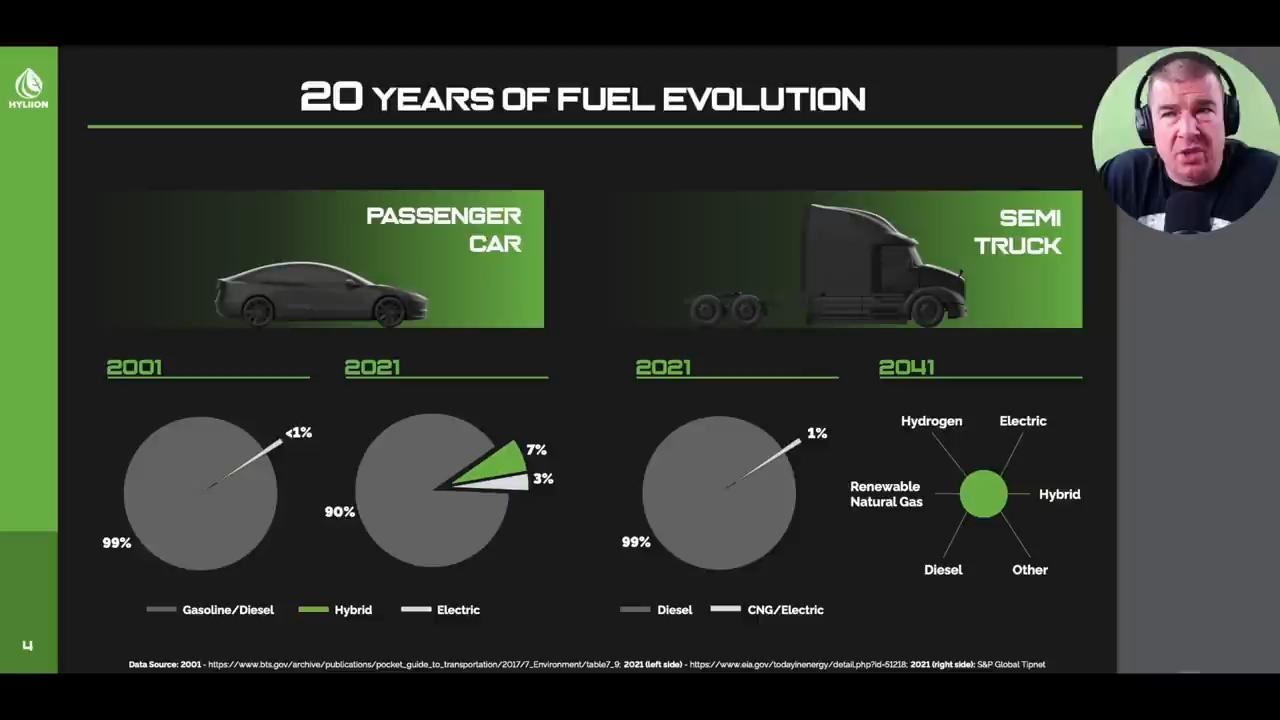 HYLIION
20 YEARS OF FUEL EVOLUTION
PASSENGER
CAR
SEMI
TRUCK
2001
2021
2021
2041
<1%
99%
7%
3%
90%
1%
99%
Hydrogen
Electric
Renewable
Natural Gas
Hybrid
Diesel
Other
Gasoline/Diesel
Hybrid
Electric
Diesel
CNG/Electric
4
Data Source: 2001 - https://www.bts.gov/archive/publications/pocket_guide_to_transportation/2017/7_Environment/table7_9; 2021 (left side) - https://www.eia.gov/todayinenergy/detail.php?id=51218; 2021 (right side): S&P Global Tipnet